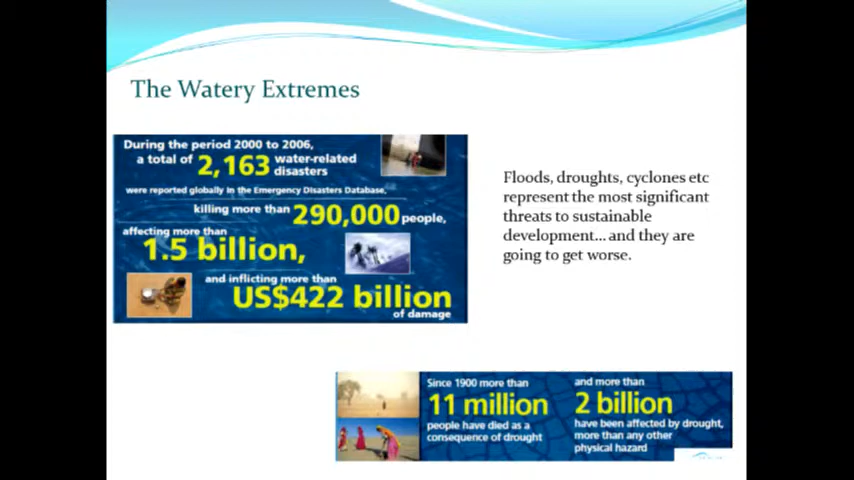 The Watery Extremes
During the period 2000 to 2006,
a total of 2,163 water-related
disasters
were reported globally in the Emergency Disasters Database,
killing more than 290,000 people,
affecting more than
1.5 billion,
and inflicting more than
US$422 billion
of damage
Floods, droughts, cyclones etc
represent the most significant
threats to sustainable
development... and they are
going to get worse.
Since 1900 more than
11 million
people have died as a
consequence of drought
and more than
2 billion
have been affected by drought,
more than any other
physical hazard